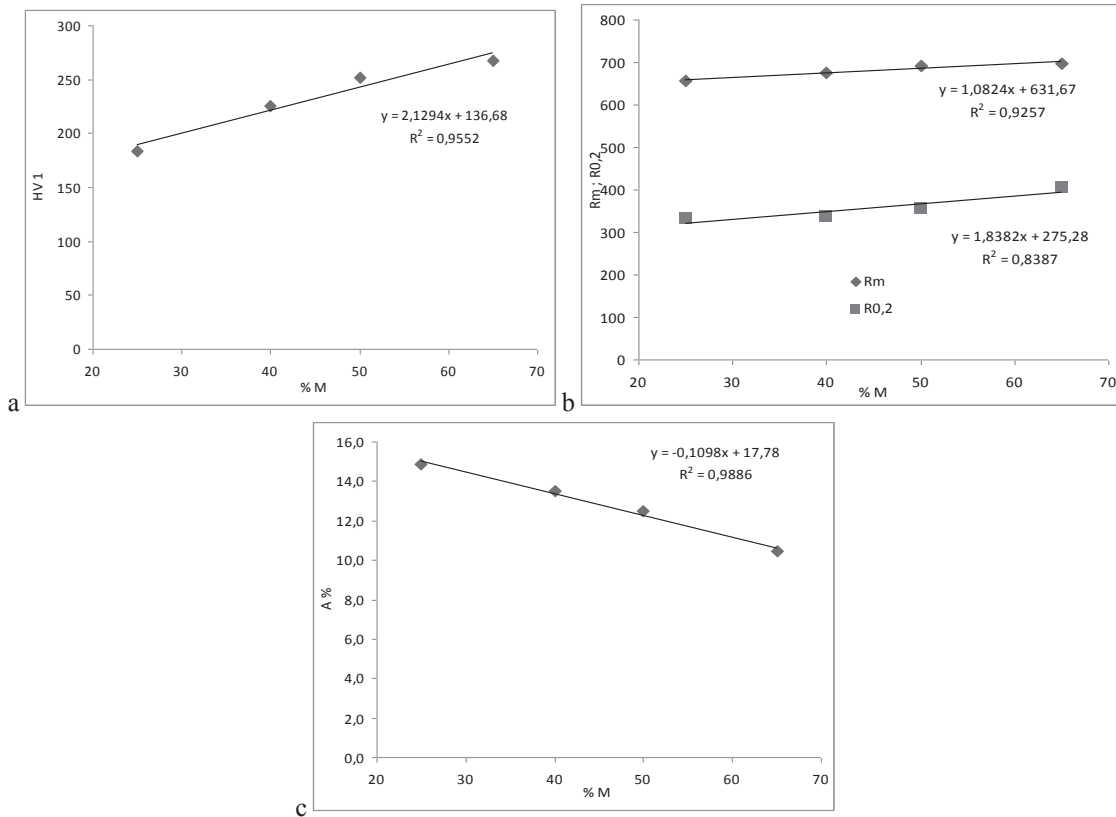 300
250
200
150
100
50
0
HV 1
y = 2,1294x + 136,68
R² = 0,9552
20 30 40 50 60 70
% M
a
800
700
600
500
400
300
200
100
0
Rm ; R0,2
y = 1,0824x + 631,67
R² = 0,9257
y = 1,8382x + 275,28
R² = 0,8387
Rm
R0,2
20 30 40 50 60 70
% M
b
16,0
14,0
12,0
10,0
8,0
6,0
4,0
2,0
0,0
A %
y = -0,1098x + 17,78
R² = 0,9886
20 30 40 50 60 70
% M
c